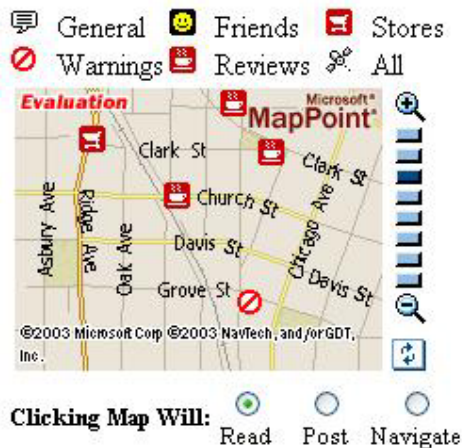 General Friends Stores
Warnings Reviews All
Evaluation Microsoft®
MapPoint®
Clark St Clark St
Asbury Ave Ridge Ave Oak Ave Church St Chicago Ave
Davis St Davis St
Grove St
©2003 Microsoft Corp ©2003 NavTech, and/or GDT,
Inc.
Clicking Map Will:
Read Post Navigate